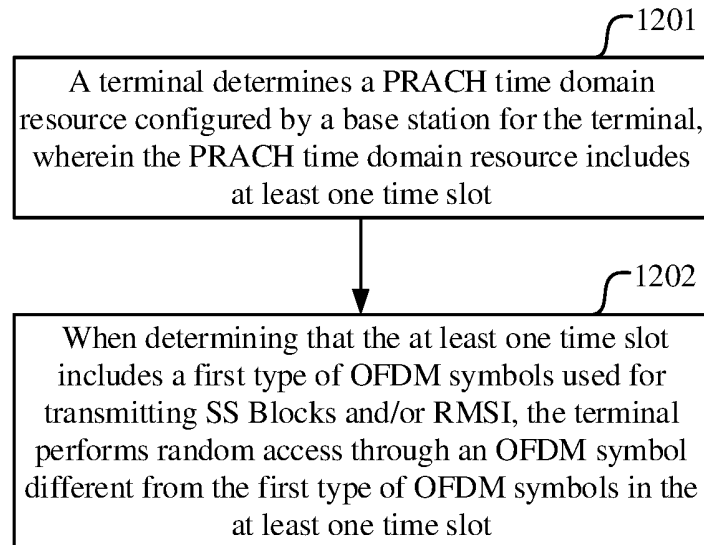 1201
A terminal determines a PRACH time domain
resource configured by a base station for the terminal,
wherein the PRACH time domain resource includes
at least one time slot
1202
When determining that the at least one time slot
includes a first type of OFDM symbols used for
transmitting SS Blocks and/or RMSI, the terminal
performs random access through an OFDM symbol
different from the first type of OFDM symbols in the
at least one time slot